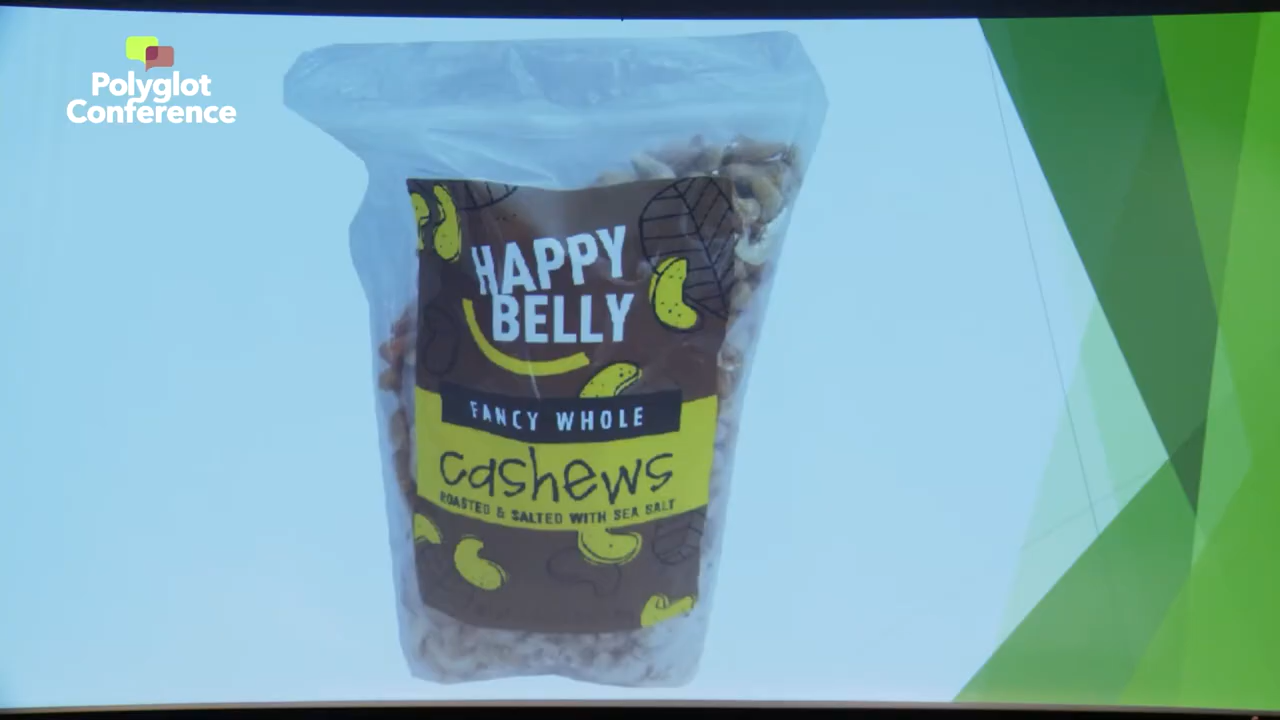 Polyglot
Conference
HAPPY
BELLY
FANCY WHOLE
cashews
ROASTED & SALTED WITH SEA SALT